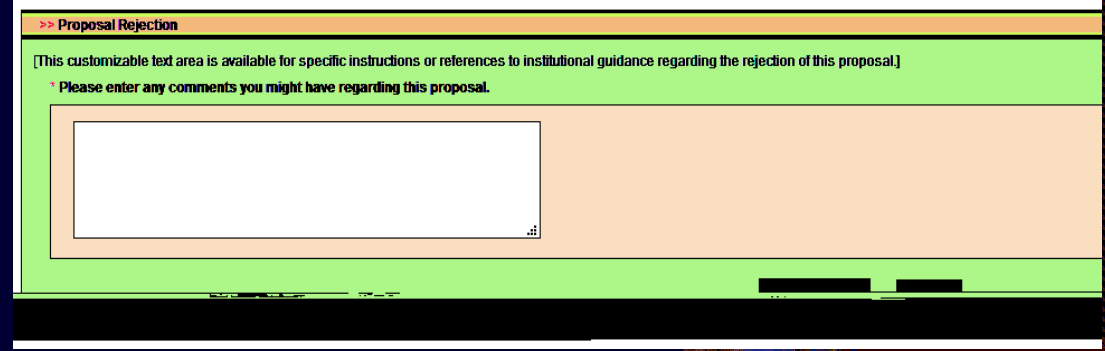 >> Proposal Rejection
[This customizable text area is available for specific instructions or references to institutional guidance regarding the rejection of this proposal.]
* Please enter any comments you might have regarding this proposal.